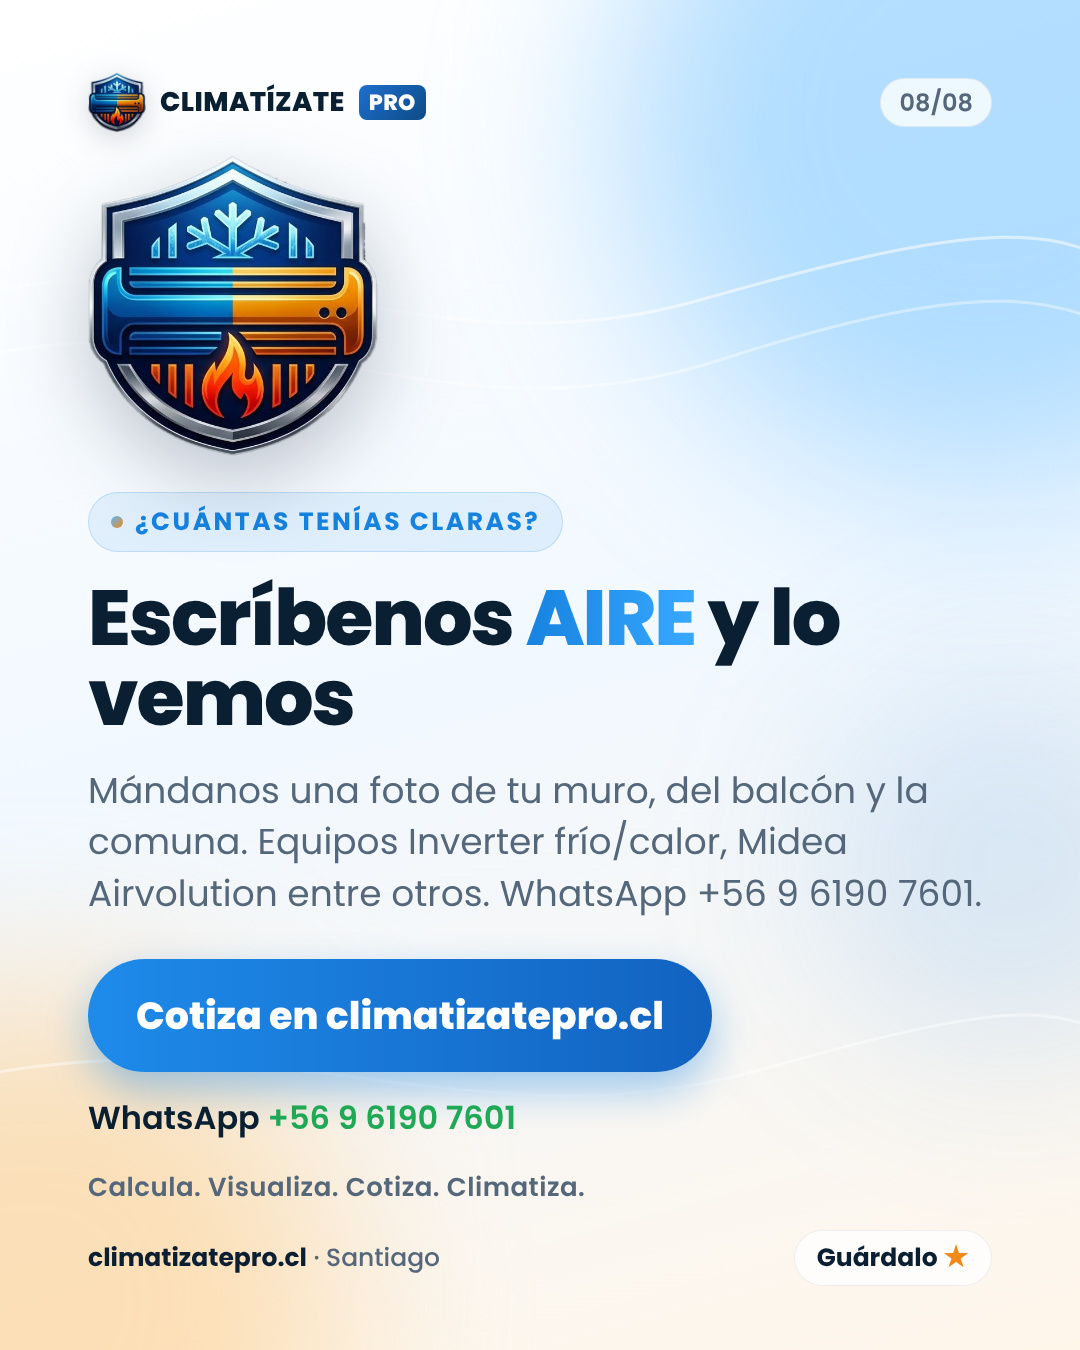 CLIMATÍZATE PRO
08/08
¿CUÁNTAS TENÍAS CLARAS?
Escríbenos AIRE y lo
vemos
Mándanos una foto de tu muro, del balcón y la
comuna. Equipos Inverter frío/calor, Midea
Airvolution entre otros. WhatsApp +56 9 6190 7601.
Cotiza en climatizatepro.cl
WhatsApp +56 9 6190 7601
Calcula. Visualiza. Cotiza. Climatiza.
climatizatepro.cl · Santiago
Guárdalo ★